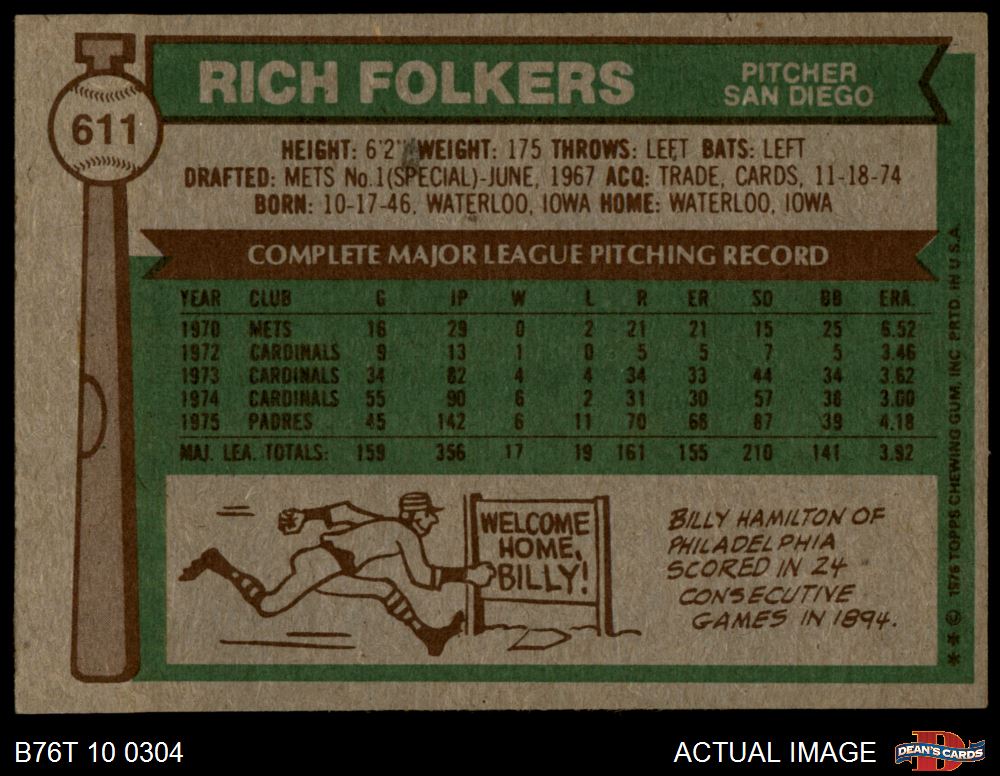 611
RICH FOLKERS
PITCHER
SAN DIEGO
HEIGHT: 6'2" WEIGHT: 175 THROWS: LEFT BATS: LEFT
DRAFTED: METS No.1(SPECIAL)-JUNE, 1967 ACQ: TRADE, CARDS, 11-18-74
BORN: 10-17-46, WATERLOO, IOWA HOME: WATERLOO, IOWA
COMPLETE MAJOR LEAGUE PITCHING RECORD
YEAR CLUB G IP W L R ER SO BB ERA.
1970 METS 16 29 0 2 21 21 15 25 6.52
1972 CARDINALS 9 13 1 0 5 5 7 5 3.46
1973 CARDINALS 34 82 4 4 34 33 44 34 3.62
1974 CARDINALS 55 90 6 2 31 30 57 38 3.00
1975 PADRES 45 142 6 11 70 66 87 39 4.18
MAJ. LEA. TOTALS: 159 356 17 19 161 155 210 141 3.92
WELCOME
HOME,
BILLY!
BILLY HAMILTON OF
PHILADELPHIA
SCORED IN 24
CONSECUTIVE
GAMES IN 1894.
* * © 1976 TOPPS CHEWING GUM, INC. PRTD. IN U.S.A.
B76T 10 0304
ACTUAL IMAGE
D
DEAN'S CARDS